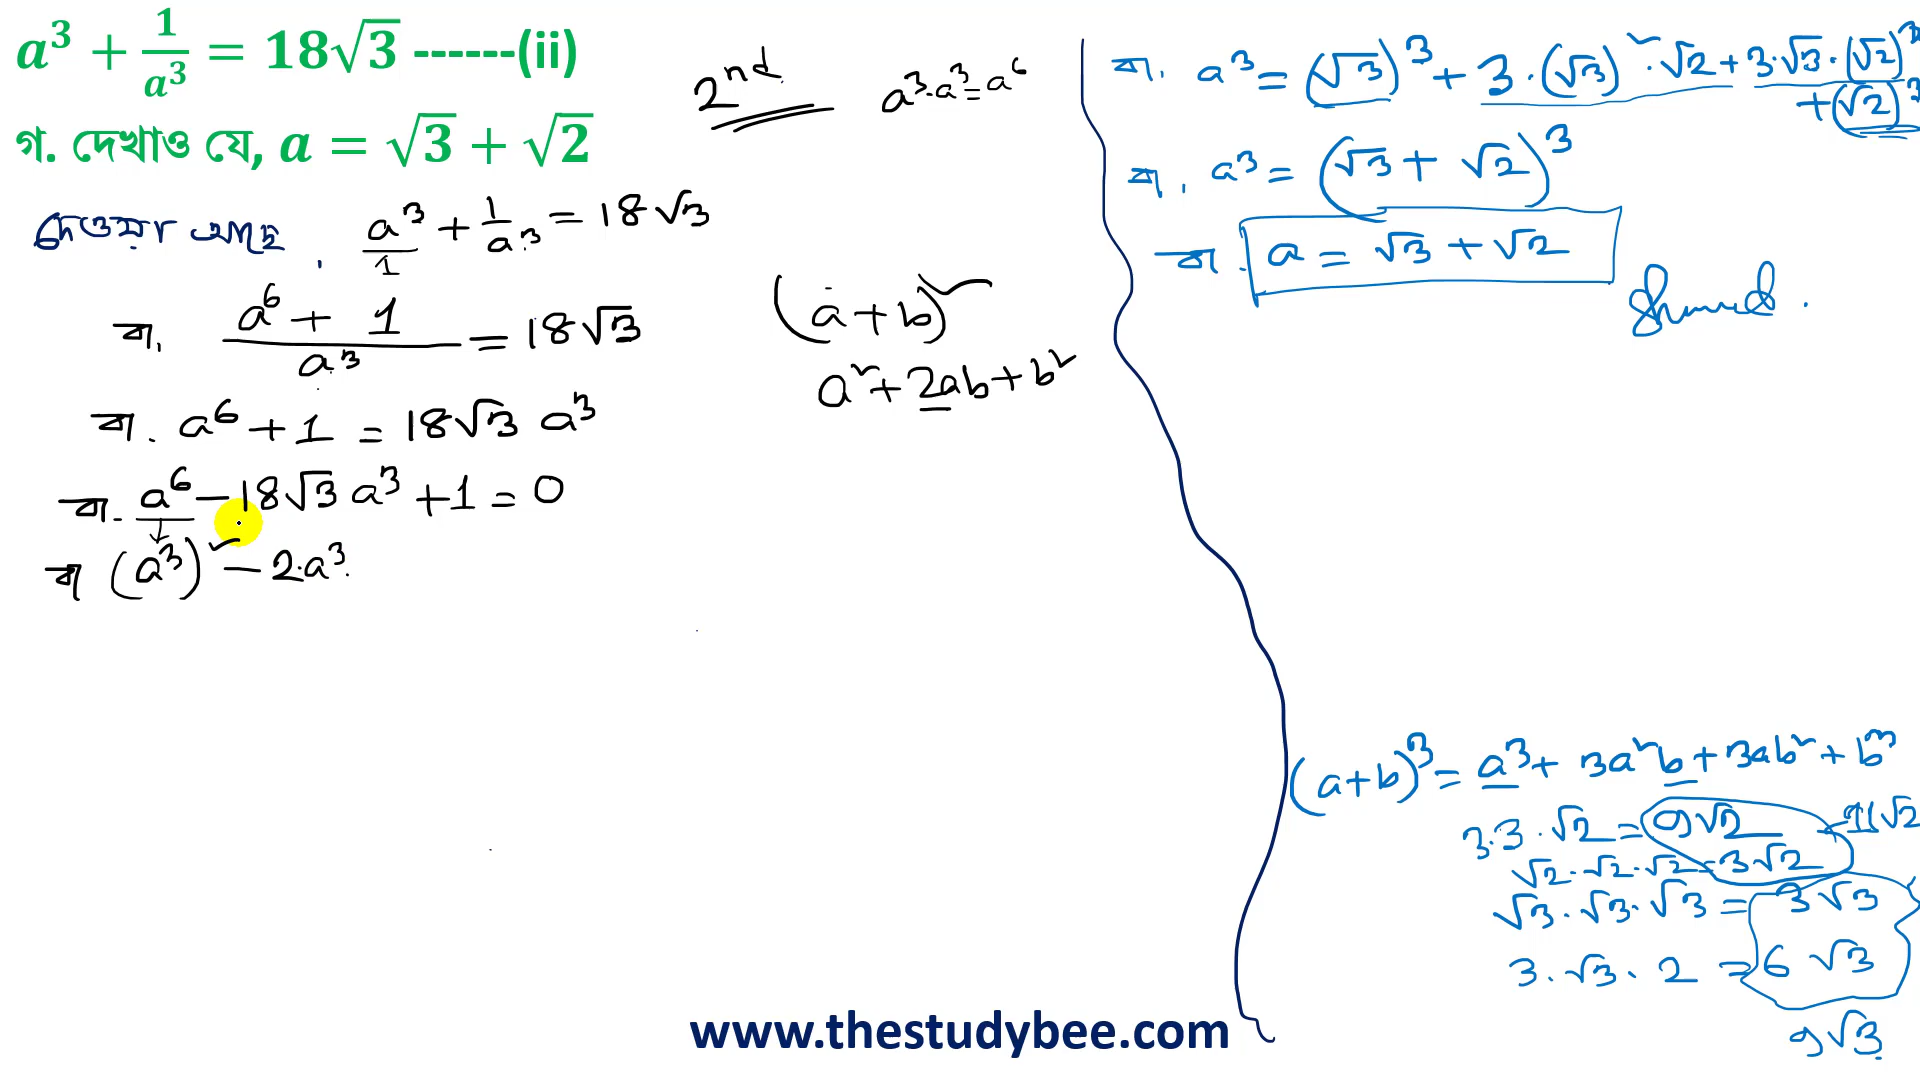 a³ + 1/a³ = 18√3 ------(ii)
গ. দেখাও যে, a = √3 + √2
2nd
a³·a³ = a⁶
দেওয়া আছে, a³/1 + 1/a³ = 18√3
বা, (a⁶ + 1)/a³ = 18√3
বা, a⁶ + 1 = 18√3 a³
বা, a⁶ − 18√3 a³ + 1 = 0
বা (a³)² − 2·a³·
(a+b)²
a² + 2ab + b²
বা, a³ = (√3)³ + 3·(√3)²·√2 + 3·√3·(√2)²
+ (√2)³
বা, a³ = (√3 + √2)³
বা, a = √3 + √2
(a+b)³ = a³ + 3a²b + 3ab² + b³
3·3·√2 = 9√2
11√2
√2·√2·√2 = 3√2
√3·√3·√3 = 3√3
3·√3·2 = 6√3
9√3
www.thestudybee.com